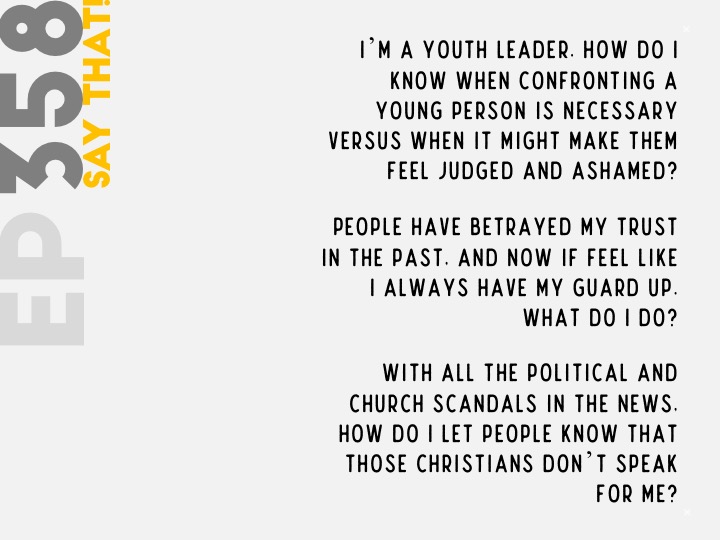 EP 358
SAY THAT!
I'M A YOUTH LEADER. HOW DO I
KNOW WHEN CONFRONTING A
YOUNG PERSON IS NECESSARY
VERSUS WHEN IT MIGHT MAKE THEM
FEEL JUDGED AND ASHAMED?
PEOPLE HAVE BETRAYED MY TRUST
IN THE PAST, AND NOW IF FEEL LIKE
I ALWAYS HAVE MY GUARD UP.
WHAT DO I DO?
WITH ALL THE POLITICAL AND
CHURCH SCANDALS IN THE NEWS,
HOW DO I LET PEOPLE KNOW THAT
THOSE CHRISTIANS DON'T SPEAK
FOR ME?